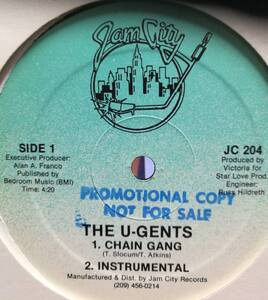 Jam City
SIDE 1
JC 204
Executive Producer:
Alan A. Franco
Published by
Bedroom Music (BMI)
Time: 4:20
Produced by
Victoria for
Star Love Prod.
Engineer:
Russ Hildreth
PROMOTIONAL COPY
NOT FOR SALE
THE U-GENTS
1. CHAIN GANG
(T. Slocum/T. Atkins)
2. INSTRUMENTAL
Manufactured & Dist. by Jam City Records
(209) 456-0214